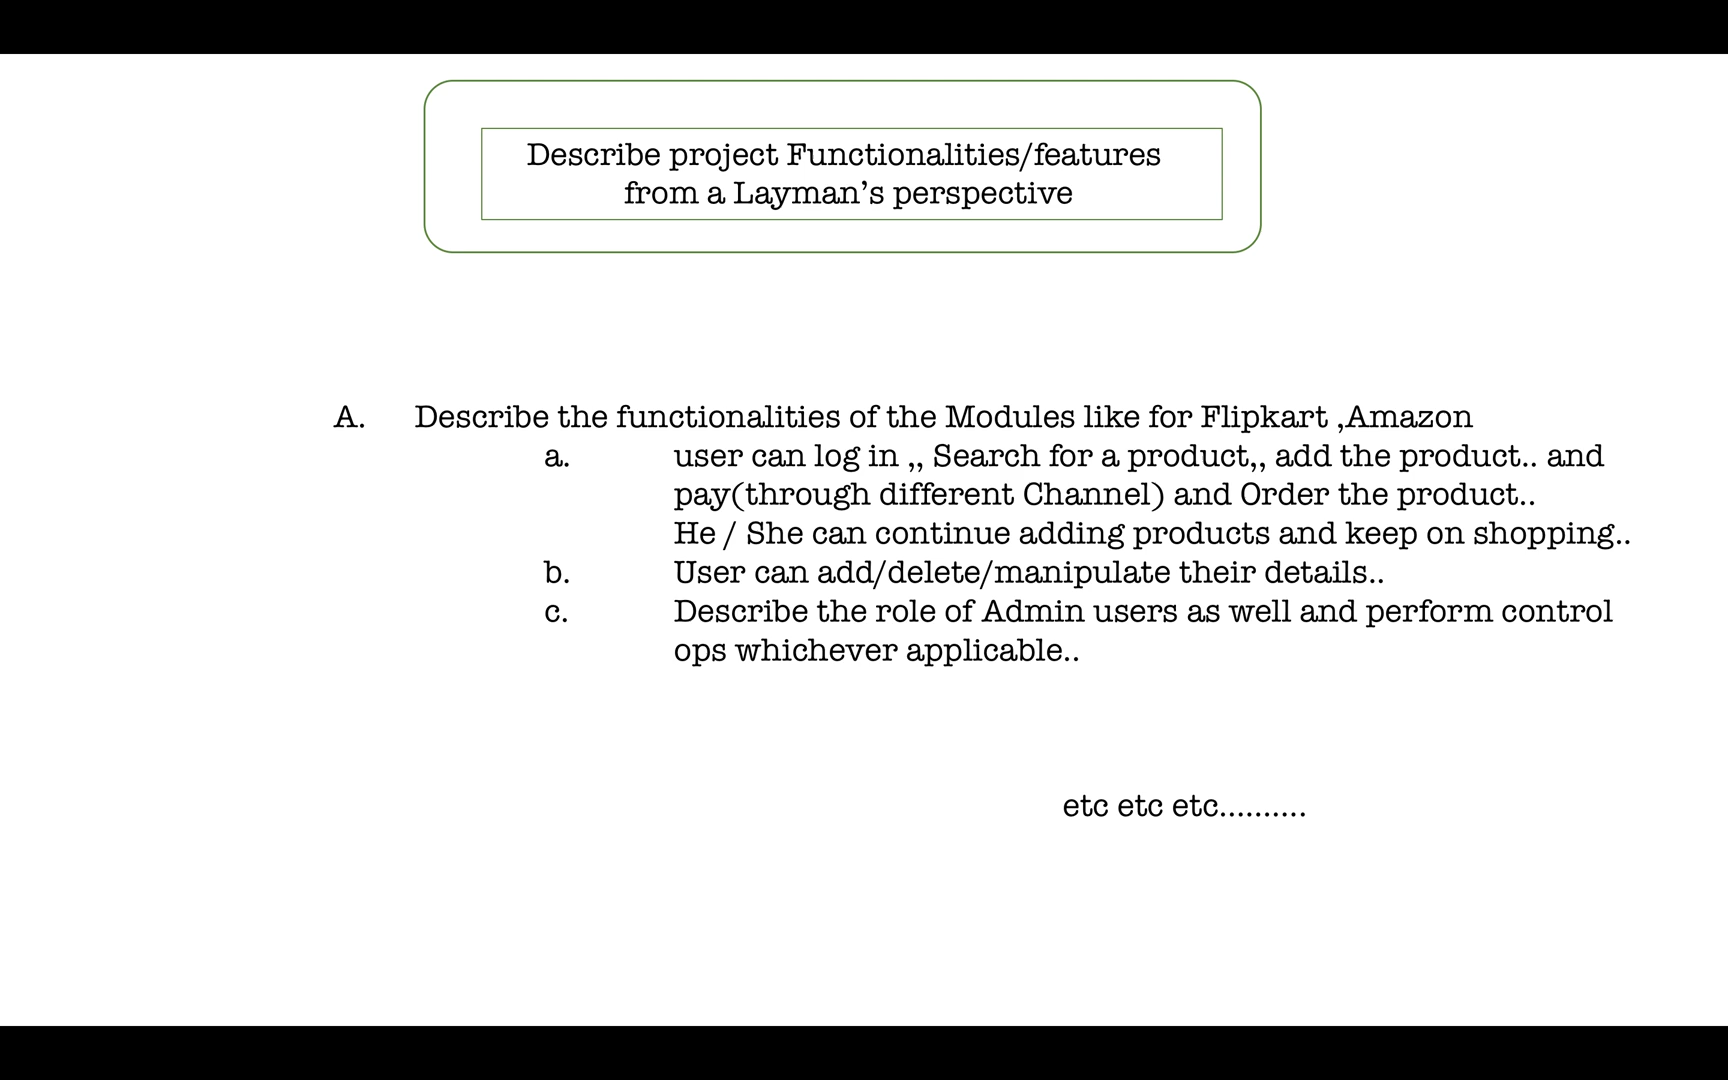 Describe project Functionalities/features
from a Layman’s perspective
A. Describe the functionalities of the Modules like for Flipkart ,Amazon
a. user can log in ,, Search for a product,, add the product.. and
pay(through different Channel) and Order the product..
He / She can continue adding products and keep on shopping..
b. User can add/delete/manipulate their details..
c. Describe the role of Admin users as well and perform control
ops whichever applicable..
etc etc etc..........